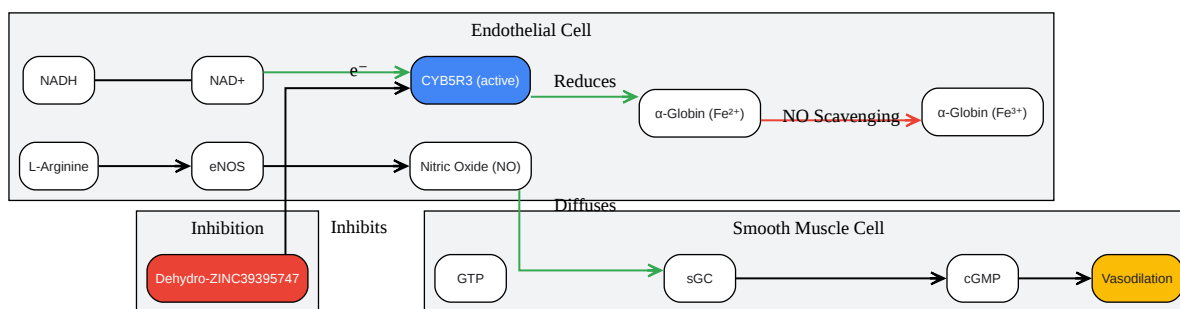 Endothelial Cell
NADH
NAD+
e⁻
CYB5R3 (active)
Reduces
α-Globin (Fe²⁺)
NO Scavenging
α-Globin (Fe³⁺)
L-Arginine
eNOS
Nitric Oxide (NO)
Diffuses
Inhibition
Inhibits
Smooth Muscle Cell
Dehydro-ZINC39395747
GTP
sGC
cGMP
Vasodilation